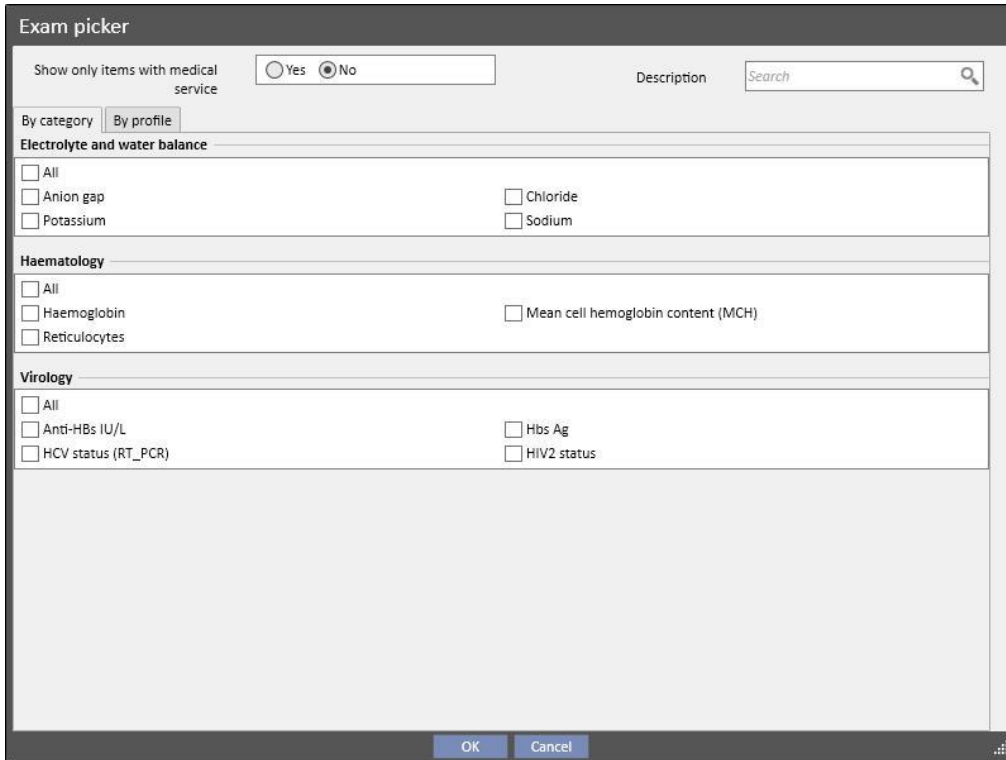 Exam picker
Show only items with medical
service
Yes No
Description
Search
By category By profile
Electrolyte and water balance
All
Anion gap Chloride
Potassium Sodium
Haematology
All
Haemoglobin Mean cell hemoglobin content (MCH)
Reticulocytes
Virology
All
Anti-HBs IU/L Hbs Ag
HCV status (RT_PCR) HIV2 status
OK Cancel